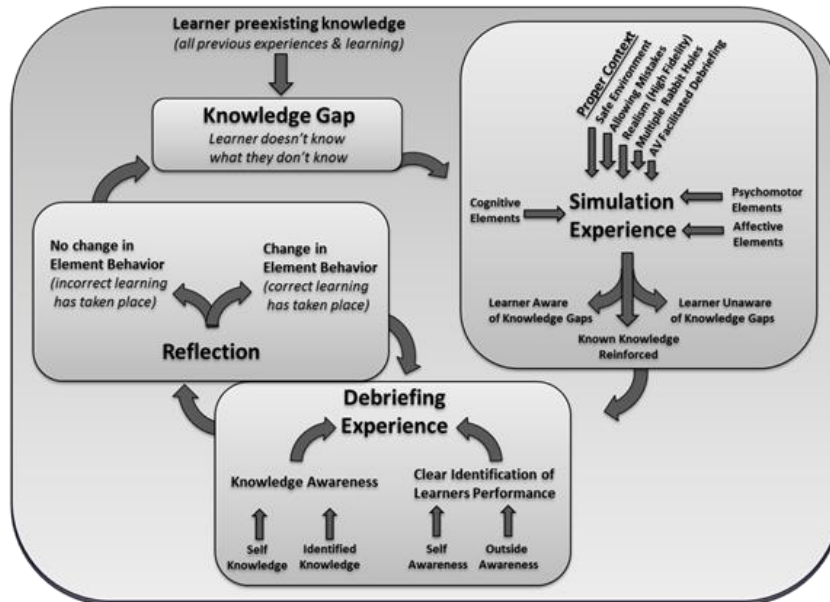 Learner preexisting knowledge
(all previous experiences & learning)
Knowledge Gap
Learner doesn't know
what they don't know
Proper Context
Safe Environment
Allowing Mistakes
Realism (High Fidelity)
Multiple Rabbit Holes
AV Facilitated Debriefing
Cognitive
Elements
Simulation
Experience
Psychomotor
Elements
Affective
Elements
Learner Aware
of Knowledge Gaps
Known Knowledge
Reinforced
Learner Unaware
of Knowledge Gaps
No change in
Element Behavior
(incorrect learning
has taken place)
Change in
Element Behavior
(correct learning
has taken place)
Reflection
Debriefing
Experience
Knowledge Awareness
Clear Identification of
Learners Performance
Self
Knowledge
Identified
Knowledge
Self
Awareness
Outside
Awareness